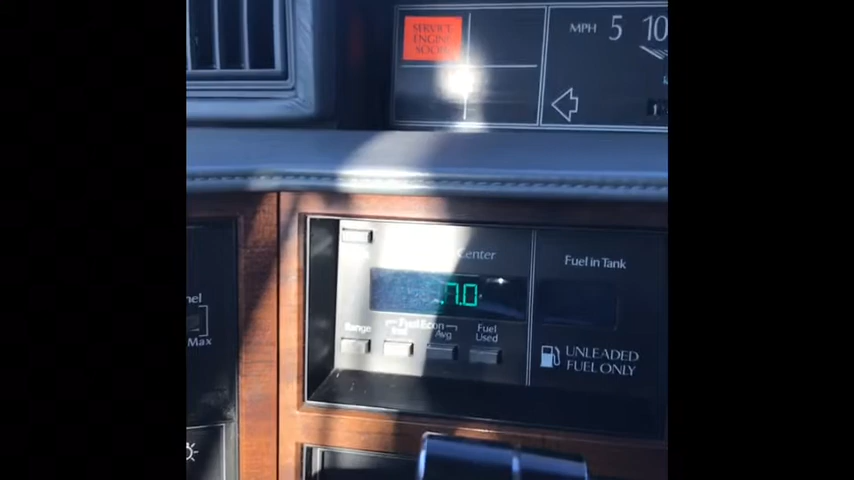 SERVICE
ENGINE
SOON
MPH 5 10
Center
Fuel in Tank
.7.0
Range
Fuel Econ
Avg
Fuel
Used
MAX
UNLEADED
FUEL ONLY